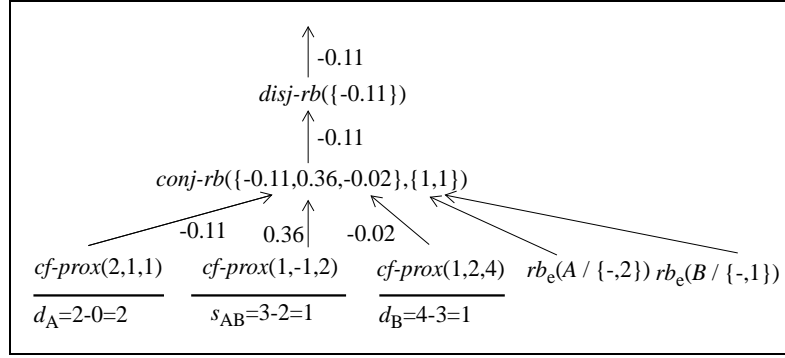 -0.11
disj-rb({-0.11})
-0.11
conj-rb({-0.11,0.36,-0.02},{1,1})
-0.11 0.36 -0.02
cf-prox(2,1,1) cf-prox(1,-1,2) cf-prox(1,2,4) rbe(A / {-,2}) rbe(B / {-,1})
dA=2-0=2 sAB=3-2=1 dB=4-3=1